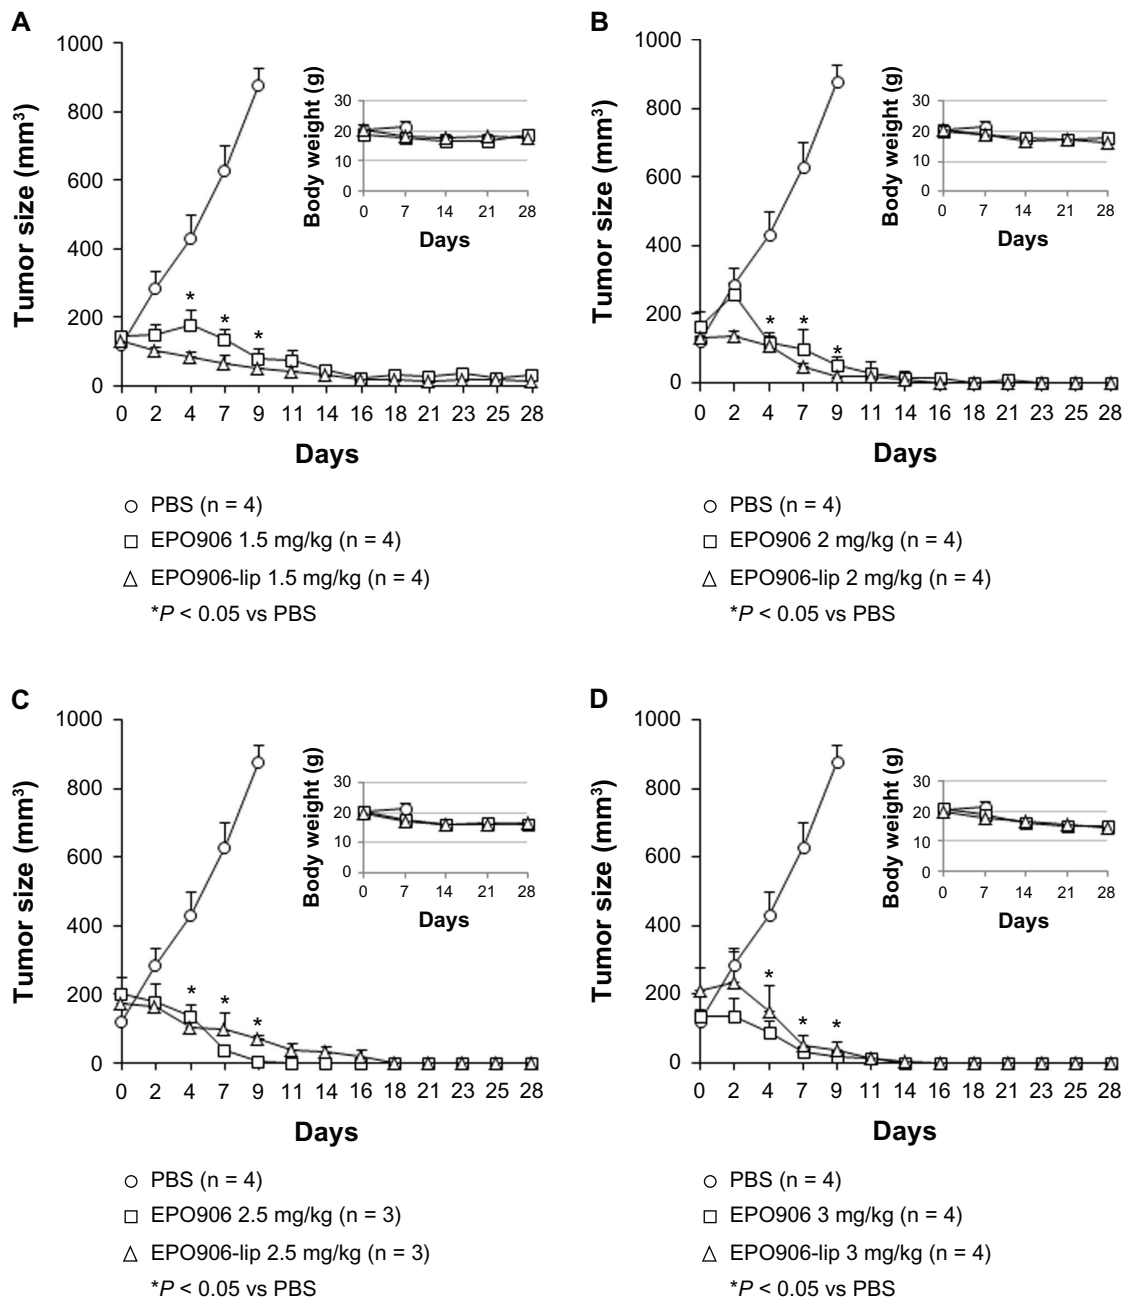 A
Tumor size (mm³)
1000
800
600
400
200
0
0 2 4 7 9 11 14 16 18 21 23 25 28
Days
* * *
Body weight (g)
30
20
10
0
0 7 14 21 28
Days
PBS (n = 4)
EPO906 1.5 mg/kg (n = 4)
EPO906-lip 1.5 mg/kg (n = 4)
*P < 0.05 vs PBS
B
Tumor size (mm³)
1000
800
600
400
200
0
0 2 4 7 9 11 14 16 18 21 23 25 28
Days
* * *
Body weight (g)
30
20
10
0
0 7 14 21 28
Days
PBS (n = 4)
EPO906 2 mg/kg (n = 4)
EPO906-lip 2 mg/kg (n = 4)
*P < 0.05 vs PBS
C
Tumor size (mm³)
1000
800
600
400
200
0
0 2 4 7 9 11 14 16 18 21 23 25 28
Days
* * *
Body weight (g)
30
20
10
0
0 7 14 21 28
Days
PBS (n = 4)
EPO906 2.5 mg/kg (n = 3)
EPO906-lip 2.5 mg/kg (n = 3)
*P < 0.05 vs PBS
D
Tumor size (mm³)
1000
800
600
400
200
0
0 2 4 7 9 11 14 16 18 21 23 25 28
Days
* * *
Body weight (g)
30
20
10
0
0 7 14 21 28
Days
PBS (n = 4)
EPO906 3 mg/kg (n = 4)
EPO906-lip 3 mg/kg (n = 4)
*P < 0.05 vs PBS